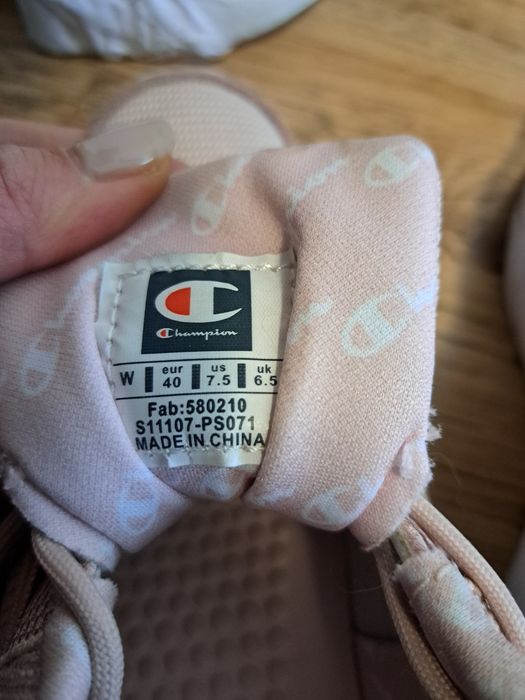 Champion
W eur 40 us 7.5 uk 6.5
Fab:580210
S11107-PS071
MADE IN CHINA